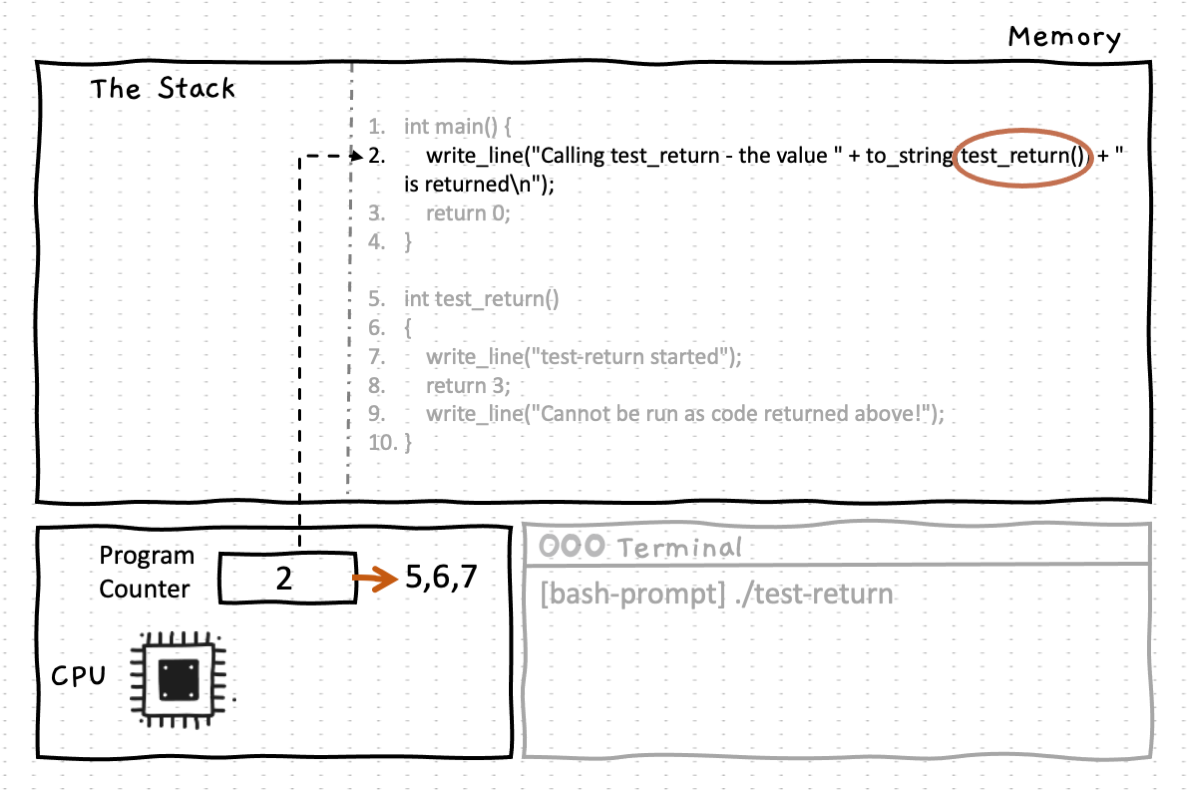 Memory
The Stack
1. int main() {
2. write_line("Calling test_return - the value " + to_string(test_return()) + "
is returned\n");
3. return 0;
4. }
5. int test_return()
6. {
7. write_line("test-return started");
8. return 3;
9. write_line("Cannot be run as code returned above!");
10. }
Program
Counter
2
5,6,7
CPU
Terminal
[bash-prompt] ./test-return